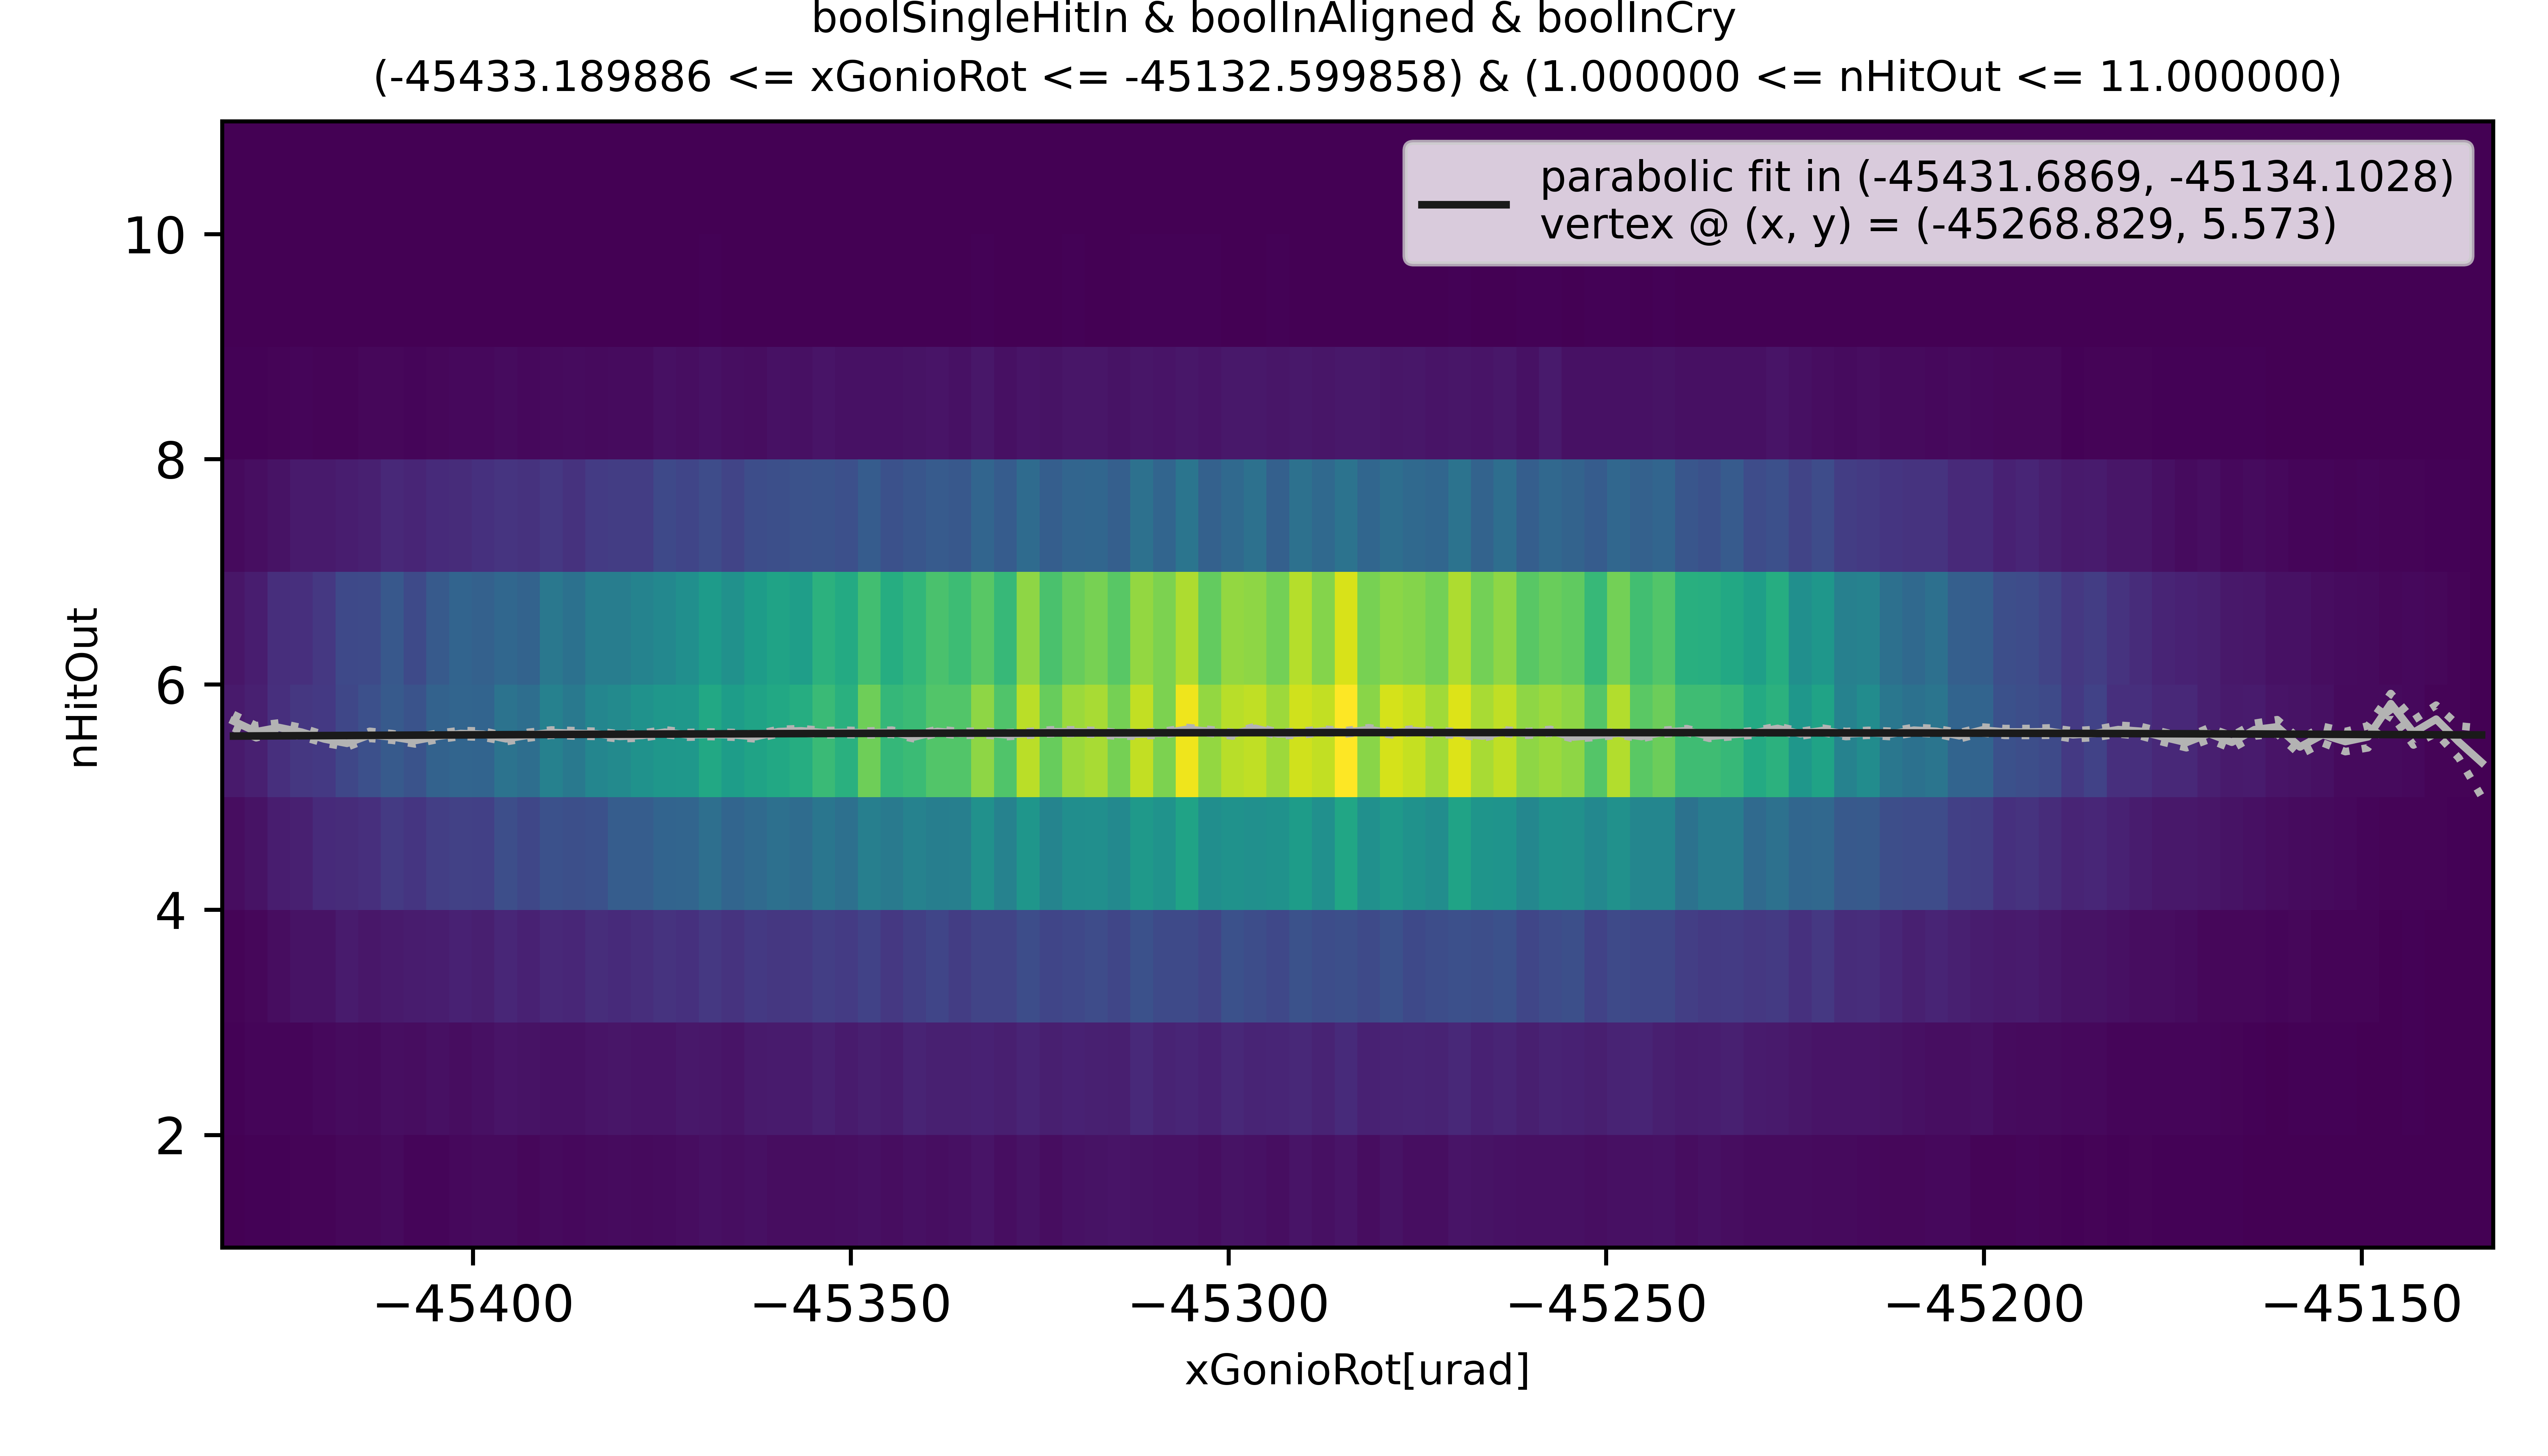 boolSingleHitIn & boolInAligned & boolInCry
(-45433.189886 <= xGonioRot <= -45132.599858) & (1.000000 <= nHitOut <= 11.000000)
parabolic fit in (-45431.6869, -45134.1028)
vertex @ (x, y) = (-45268.829, 5.573)
10
8
6
4
2
nHitOut
−45400 −45350 −45300 −45250 −45200 −45150
xGonioRot[urad]